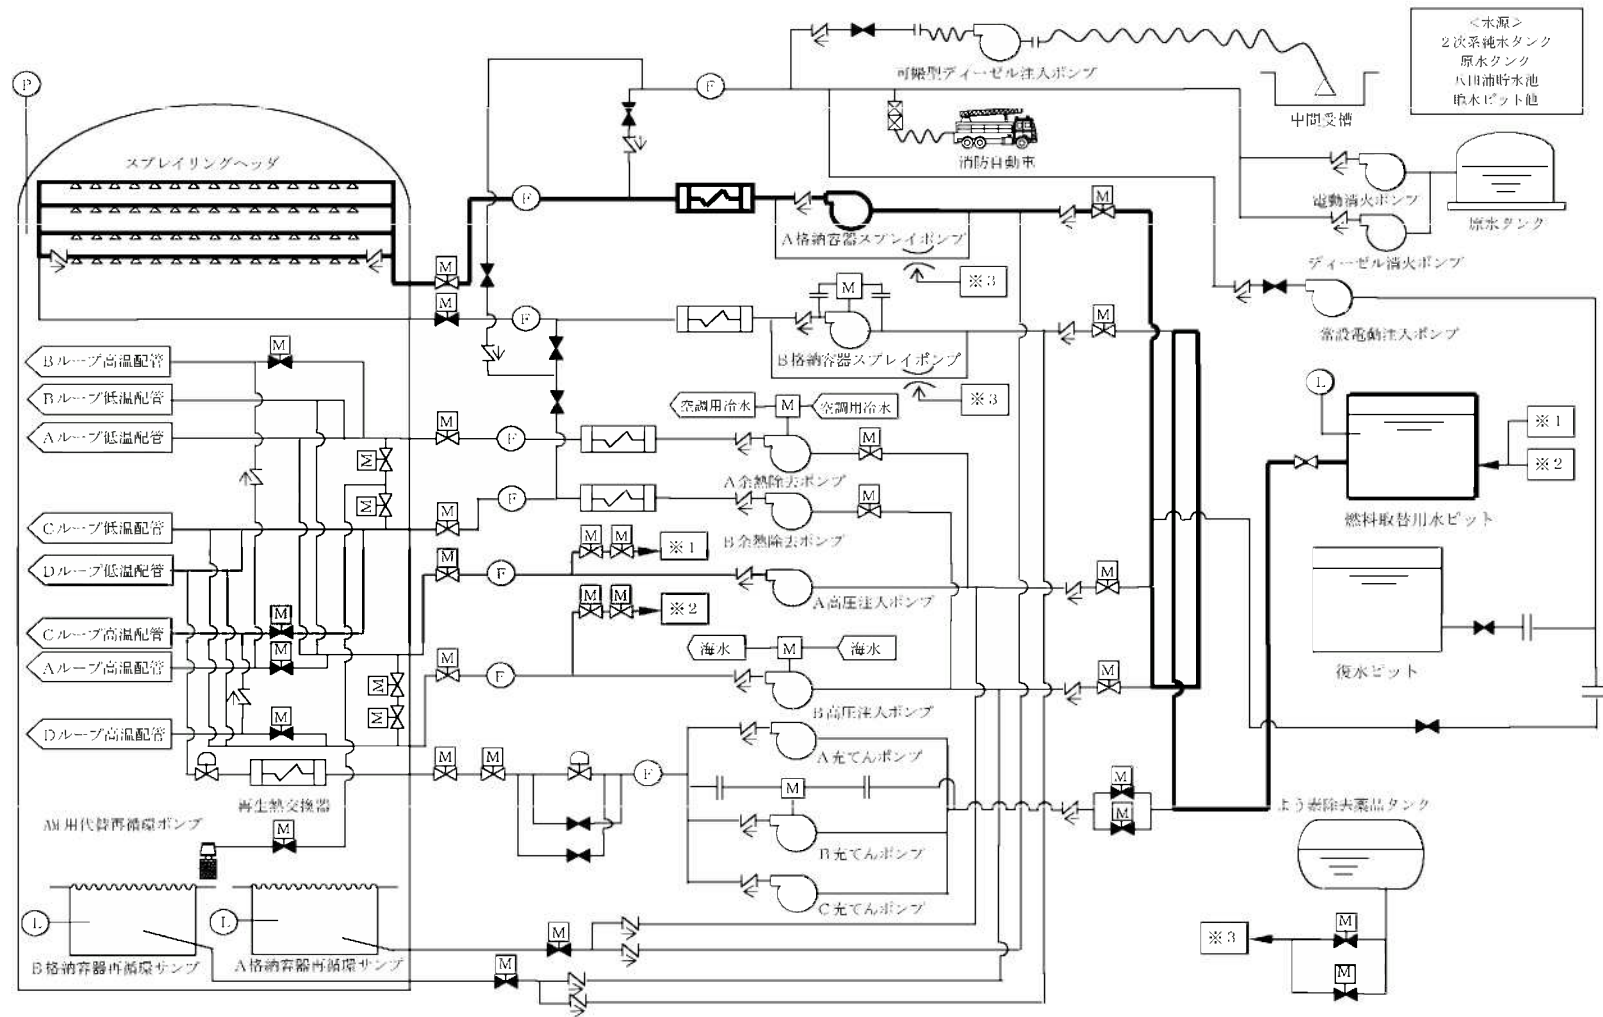 <水源>
2次系純水タンク
原水タンク
八田浦貯水池
取水ピット他
可搬型ディーゼル注入ポンプ
中間受槽
P
F
消防自動車
スプレイリングヘッダ
電動消火ポンプ
原水タンク
F
M
A格納容器スプレイポンプ
ディーゼル消火ポンプ
M
※3
M
M
F
M
常設電動注入ポンプ
B格納容器スプレイポンプ
M
Bループ高温配管
L
Bループ低温配管
空調用冷水
M
空調用冷水
※3
※1
Aループ低温配管
M
F
M
※2
M
A余熱除去ポンプ
M
M
F
M
Cループ低温配管
燃料取替用水ピット
B余熱除去ポンプ
M
M
※1
Dループ低温配管
M
F
M
A高圧注入ポンプ
M
M
※2
Cループ高温配管
M
海水
M
海水
Aループ高温配管
M
M
F
M
復水ピット
M
B高圧注入ポンプ
M
Dループ高温配管
M
A充てんポンプ
M
M
F
M
M
再生熱交換器
よう素除去薬品タンク
AM用代替再循環ポンプ
M
M
B充てんポンプ
L
L
C充てんポンプ
M
M
※3
B格納容器再循環サンプ
A格納容器再循環サンプ
M
M